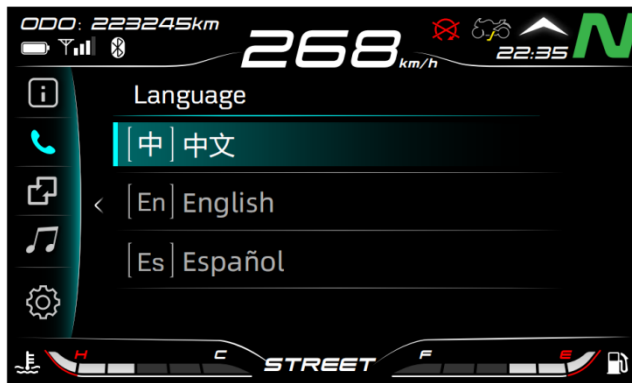 ODO: 223245km
268 km/h
22:35
N
Language
[中] 中文
[En] English
[Es] Español
H C
STREET
F E